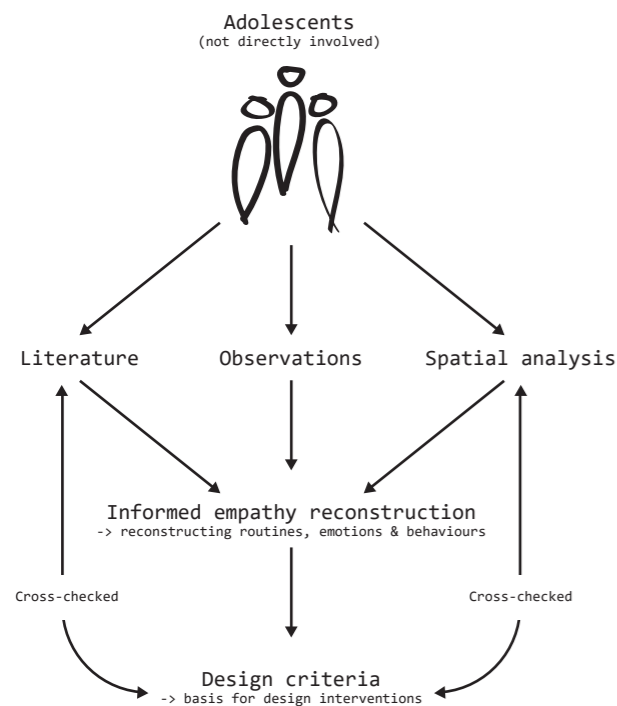 Adolescents
(not directly involved)
Literature
Observations
Spatial analysis
Informed empathy reconstruction
-> reconstructing routines, emotions & behaviours
Cross-checked
Cross-checked
Design criteria
-> basis for design interventions